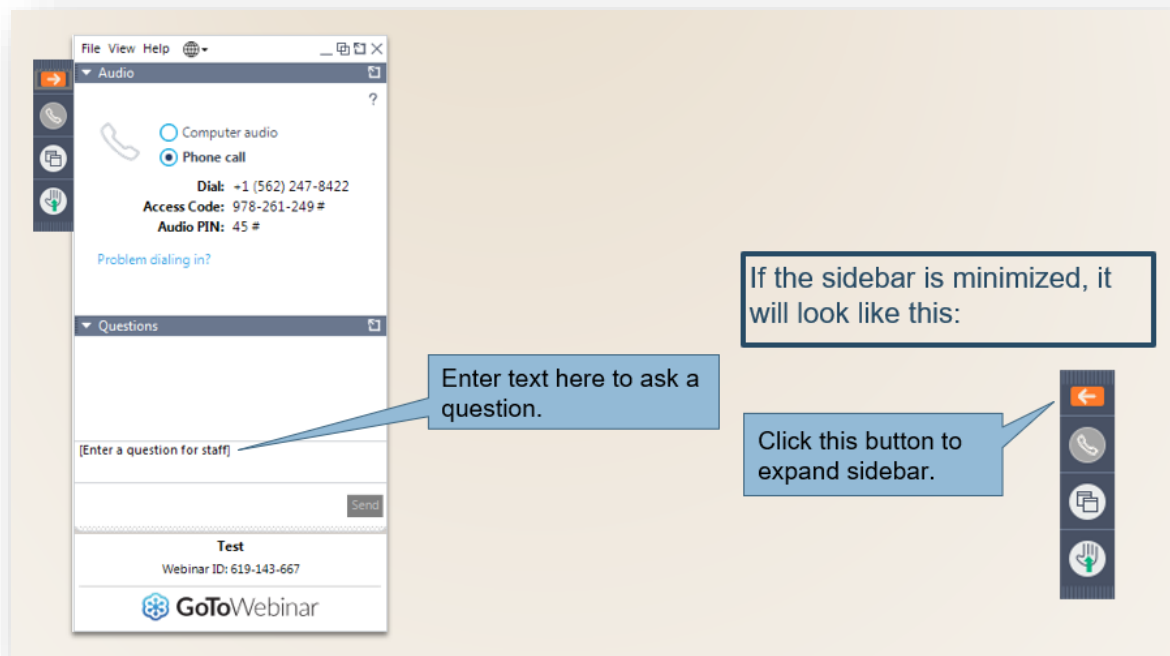 File View Help
Audio
?
Computer audio
Phone call
Dial: +1 (562) 247-8422
Access Code: 978-261-249 #
Audio PIN: 45 #
Problem dialing in?
Questions
[Enter a question for staff]
Send
Test
Webinar ID: 619-143-667
GoToWebinar
Enter text here to ask a
question.
If the sidebar is minimized, it
will look like this:
Click this button to
expand sidebar.